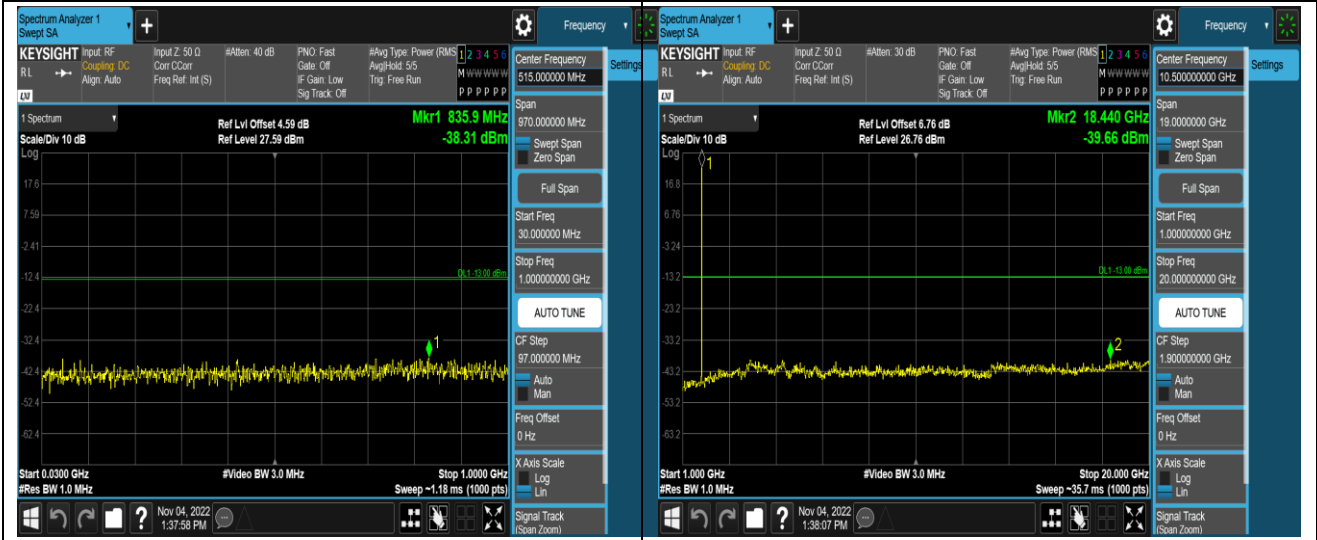 Spectrum Analyzer 1
Swept SA
Frequency
KEYSIGHT
Input: RF
Coupling: DC
Align: Auto
Input Z: 50 Ω
Corr CCorr
Freq Ref: Int (S)
#Atten: 40 dB
PNO: Fast
Gate: Off
IF Gain: Low
Sig Track: Off
#Avg Type: Power (RMS
Avg|Hold: 5/5
Trig: Free Run
1 2 3 4 5 6
M W W W W W
P P P P P P
RL
LXI
Center Frequency
515.000000 MHz
Settings
Span
970.000000 MHz
Swept Span
Zero Span
Full Span
Start Freq
30.000000 MHz
Stop Freq
1.000000000 GHz
AUTO TUNE
CF Step
97.000000 MHz
Auto
Man
Freq Offset
0 Hz
X Axis Scale
Log
Lin
Signal Track
(Span Zoom)
1 Spectrum
Scale/Div 10 dB
Log
Ref Lvl Offset 4.59 dB
Ref Level 27.59 dBm
Mkr1 835.9 MHz
-38.31 dBm
17.6
7.59
-2.41
-12.4
DL1 -13.00 dBm
-22.4
-32.4
1
-42.4
-52.4
-62.4
Start 0.0300 GHz
#Res BW 1.0 MHz
#Video BW 3.0 MHz
Stop 1.0000 GHz
Sweep ~1.18 ms (1000 pts)
Nov 04, 2022
1:37:58 PM
Spectrum Analyzer 1
Swept SA
Frequency
KEYSIGHT
Input: RF
Coupling: DC
Align: Auto
Input Z: 50 Ω
Corr CCorr
Freq Ref: Int (S)
#Atten: 30 dB
PNO: Fast
Gate: Off
IF Gain: Low
Sig Track: Off
#Avg Type: Power (RMS
Avg|Hold: 5/5
Trig: Free Run
1 2 3 4 5 6
M W W W W W
P P P P P P
RL
LXI
Center Frequency
10.500000000 GHz
Settings
Span
19.0000000 GHz
Swept Span
Zero Span
Full Span
Start Freq
1.000000000 GHz
Stop Freq
20.000000000 GHz
AUTO TUNE
CF Step
1.900000000 GHz
Auto
Man
Freq Offset
0 Hz
X Axis Scale
Log
Lin
Signal Track
(Span Zoom)
1 Spectrum
Scale/Div 10 dB
Log
Ref Lvl Offset 6.76 dB
Ref Level 26.76 dBm
Mkr2 18.440 GHz
-39.66 dBm
1
16.8
6.76
-3.24
-13.2
DL1 -13.00 dBm
-23.2
-33.2
2
-43.2
-53.2
-63.2
Start 1.000 GHz
#Res BW 1.0 MHz
#Video BW 3.0 MHz
Stop 20.000 GHz
Sweep ~35.7 ms (1000 pts)
Nov 04, 2022
1:38:07 PM